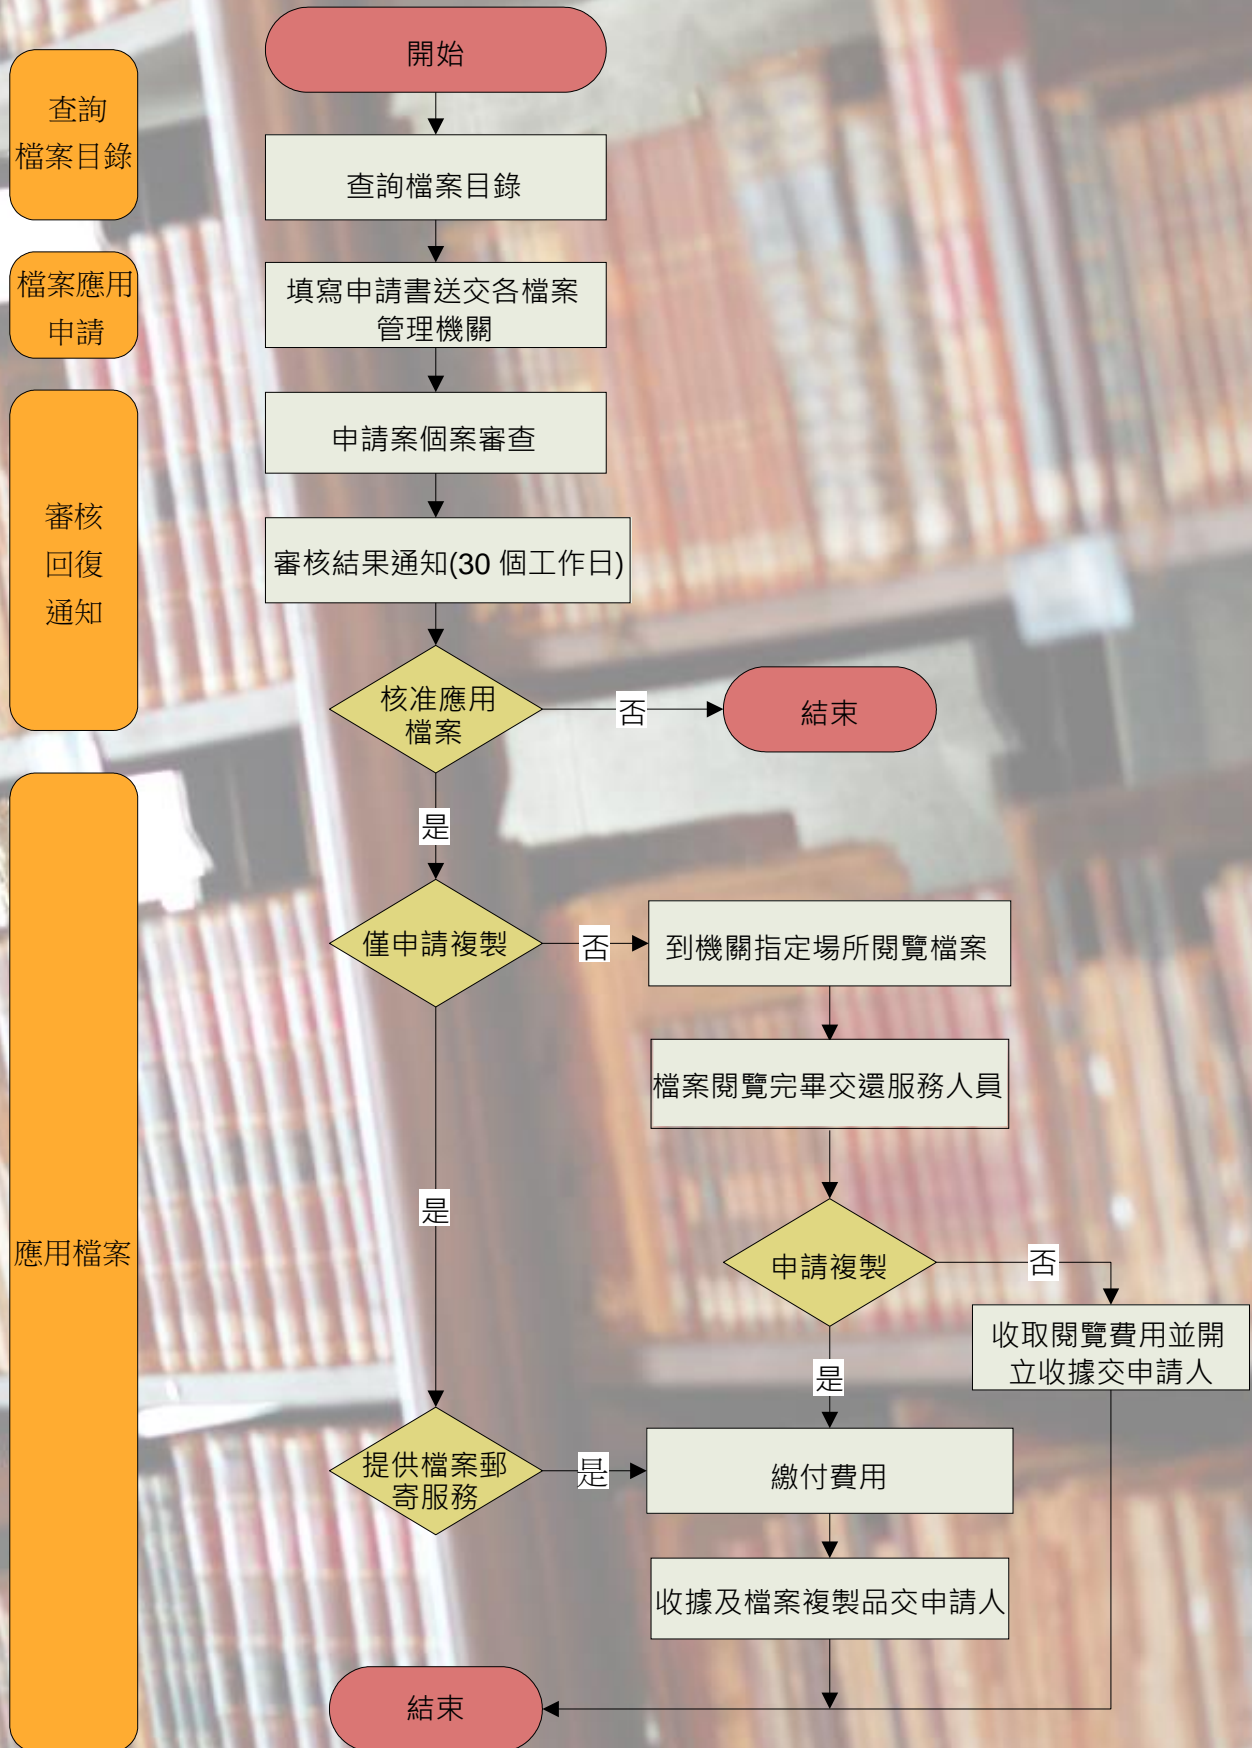 開始
查詢
檔案目錄
查詢檔案目錄
檔案應用
申請
填寫申請書送交各檔案
管理機關
審核
回復
通知
申請案個案審查
審核結果通知(30 個工作日)
核准應用
檔案
否
結束
是
應用檔案
僅申請複製
否
到機關指定場所閱覽檔案
檔案閱覽完畢交還服務人員
是
申請複製
否
收取閱覽費用並開
立收據交申請人
是
提供檔案郵
寄服務
是
繳付費用
收據及檔案複製品交申請人
結束